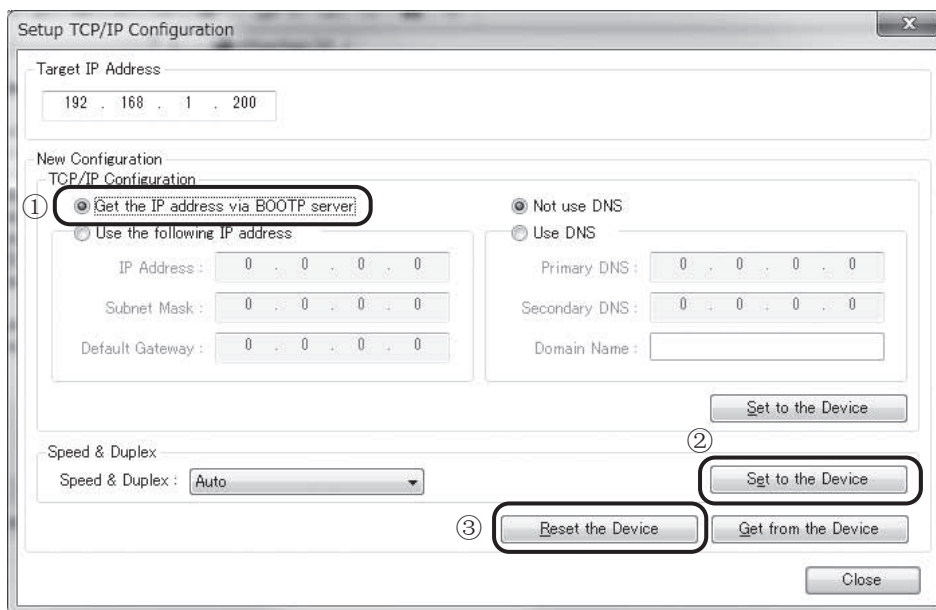 Setup TCP/IP Configuration
x
Target IP Address
192 . 168 . 1 . 200
New Configuration
TCP/IP Configuration
① Get the IP address via BOOTP server
Use the following IP address
IP Address : 0 . 0 . 0 . 0
Subnet Mask : 0 . 0 . 0 . 0
Default Gateway : 0 . 0 . 0 . 0
Not use DNS
Use DNS
Primary DNS : 0 . 0 . 0 . 0
Secondary DNS : 0 . 0 . 0 . 0
Domain Name :
Set to the Device
Speed & Duplex
Speed & Duplex : Auto
② Set to the Device
③ Reset the Device
Get from the Device
Close